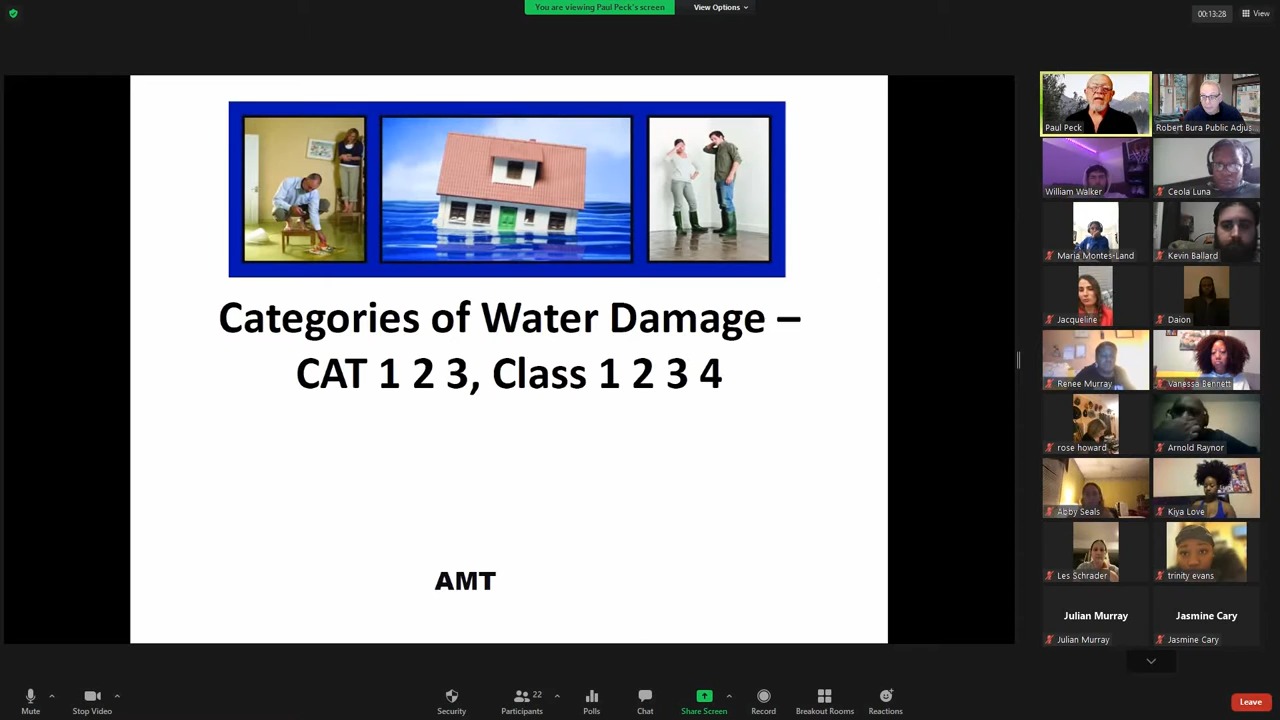 You are viewing Paul Peck's screen
View Options
00:13:28
View
Categories of Water Damage –
CAT 1 2 3, Class 1 2 3 4
AMT
Paul Peck
Robert Bura Public Adjus...
William Walker
Ceola Luna
Maria Montes-Land
Kevin Ballard
Jacqueline
Daion
Renee Murray
Vanessa Bennett
rose howard
Arnold Raynor
Abby Seals
Kiya Love
Les Schrader
trinity evans
Julian Murray
Jasmine Cary
Julian Murray
Jasmine Cary
Mute
Stop Video
Security
22
Participants
Polls
Chat
Share Screen
Record
Breakout Rooms
Reactions
Leave